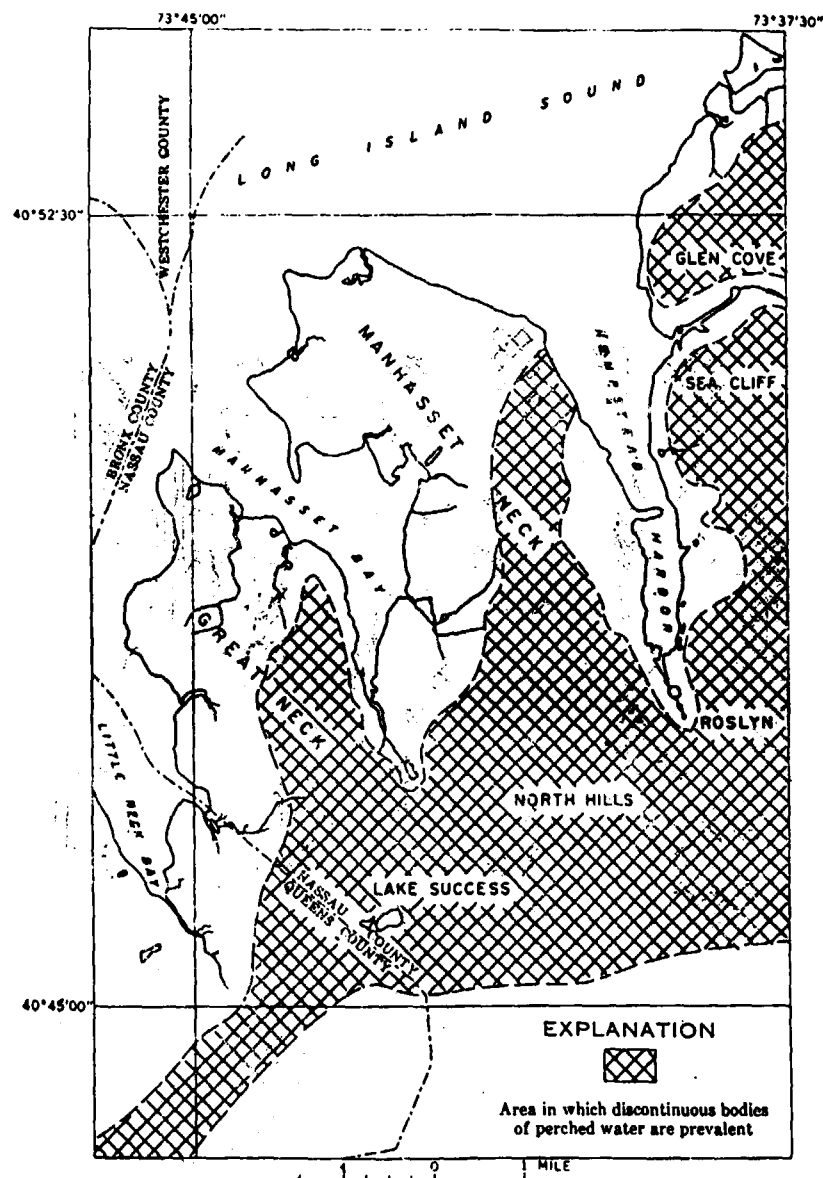 73°45'00"
73°37'30"
LONG ISLAND SOUND
WESTCHESTER COUNTY
40°52'30"
GLEN COVE
MANHASSET
HEMPSTEAD
SEA CLIFF
BRONX COUNTY
NASSAU COUNTY
MANHASSET BAY
NECK
HARBOR
GREAT
NECK
ROSLYN
LITTLE NECK BAY
NORTH HILLS
LAKE SUCCESS
NASSAU COUNTY
QUEENS COUNTY
40°45'00"
EXPLANATION
Area in which discontinuous bodies
of perched water are prevalent
1 0 1 MILE